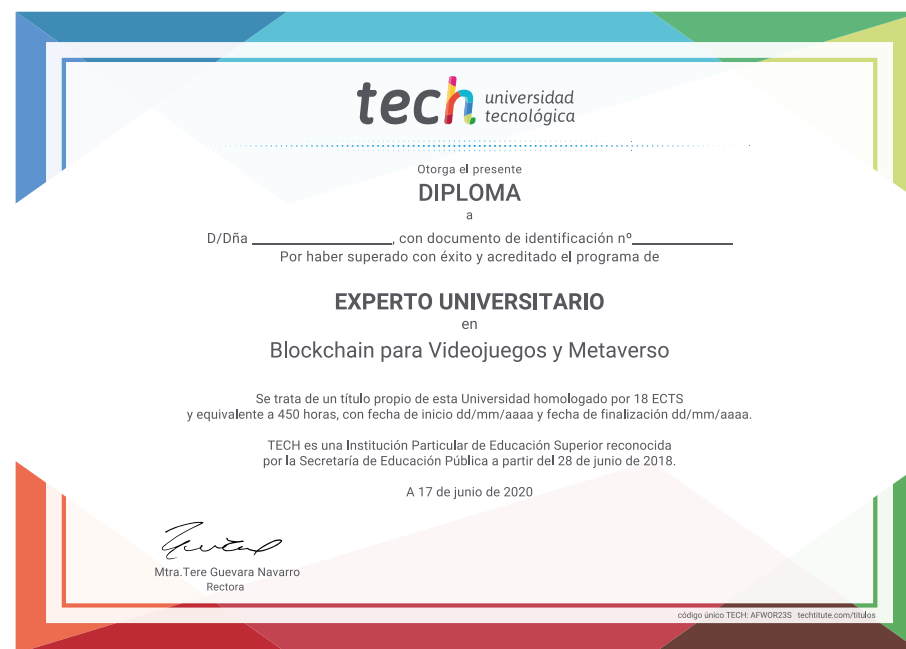 tech universidad
tecnológica
Otorga el presente
DIPLOMA
a
D/Dña ____________________, con documento de identificación nº______________
Por haber superado con éxito y acreditado el programa de
EXPERTO UNIVERSITARIO
en
Blockchain para Videojuegos y Metaverso
Se trata de un título propio de esta Universidad homologado por 18 ECTS
y equivalente a 450 horas, con fecha de inicio dd/mm/aaaa y fecha de finalización dd/mm/aaaa.
TECH es una Institución Particular de Educación Superior reconocida
por la Secretaría de Educación Pública a partir del 28 de junio de 2018.
A 17 de junio de 2020
Mtra.Tere Guevara Navarro
Rectora
código único TECH: AFWOR23S techtitute.com/titulos